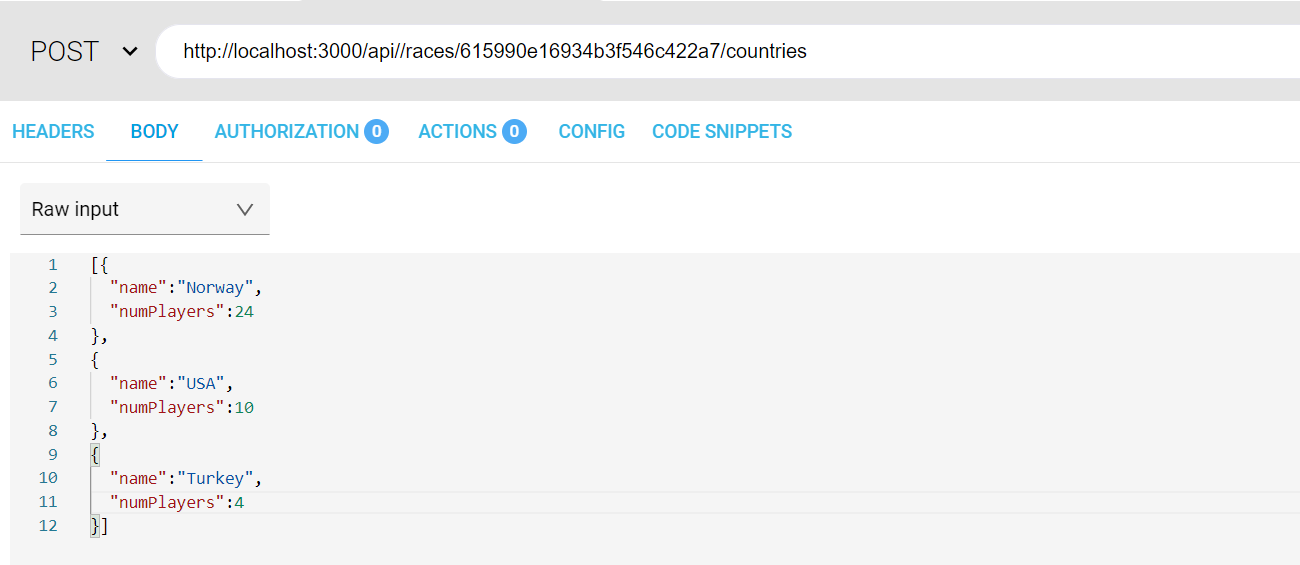 POST http://localhost:3000/api//races/615990e16934b3f546c422a7/countries
HEADERS BODY AUTHORIZATION 0 ACTIONS 0 CONFIG CODE SNIPPETS
Raw input
1 [{
2 "name":"Norway",
3 "numPlayers":24
4 },
5 {
6 "name":"USA",
7 "numPlayers":10
8 },
9 {
10 "name":"Turkey",
11 "numPlayers":4
12 }]